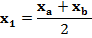 x₁ = (xₐ + x_b) / 2